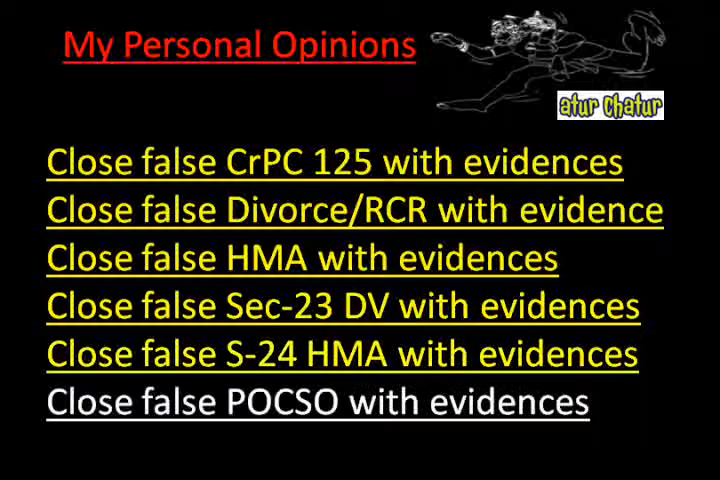 My Personal Opinions
atur Chatur
Close false CrPC 125 with evidences
Close false Divorce/RCR with evidence
Close false HMA with evidences
Close false Sec-23 DV with evidences
Close false S-24 HMA with evidences
Close false POCSO with evidences